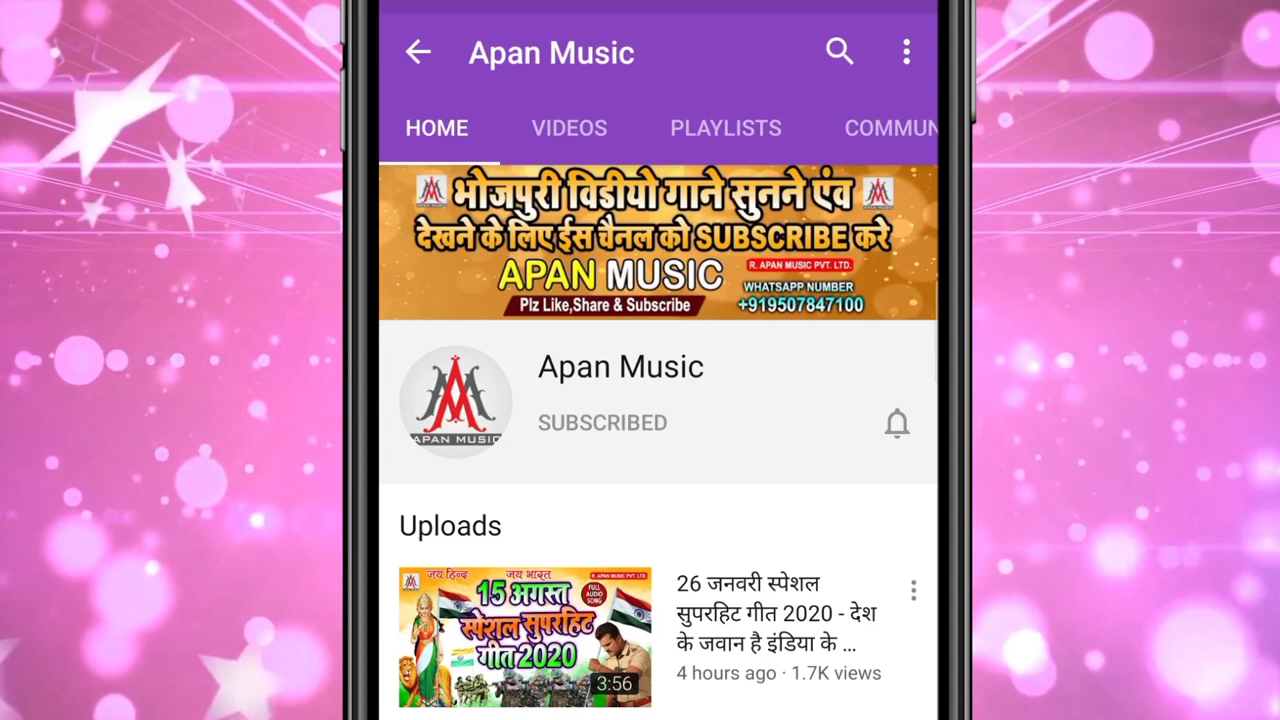 Apan Music
HOME VIDEOS PLAYLISTS COMMUN
भोजपुरी विडीयो गाने सुनने एंव
देखने के लिए ईस चैनल को SUBSCRIBE करे
APAN MUSIC
R. APAN MUSIC PVT. LTD.
Plz Like,Share & Subscribe
WHATSAPP NUMBER
+919507847100
Apan Music
APAN MUSIC
SUBSCRIBED
Uploads
जय हिन्द जय भारत
R. APAN MUSIC PVT. LTD
15 अगस्त
FULL
AUDIO
SONG
स्पेशल सुपरहिट
गीत 2020
3:56
26 जनवरी स्पेशल
सुपरहिट गीत 2020 - देश
के जवान है इंडिया के ...
4 hours ago · 1.7K views